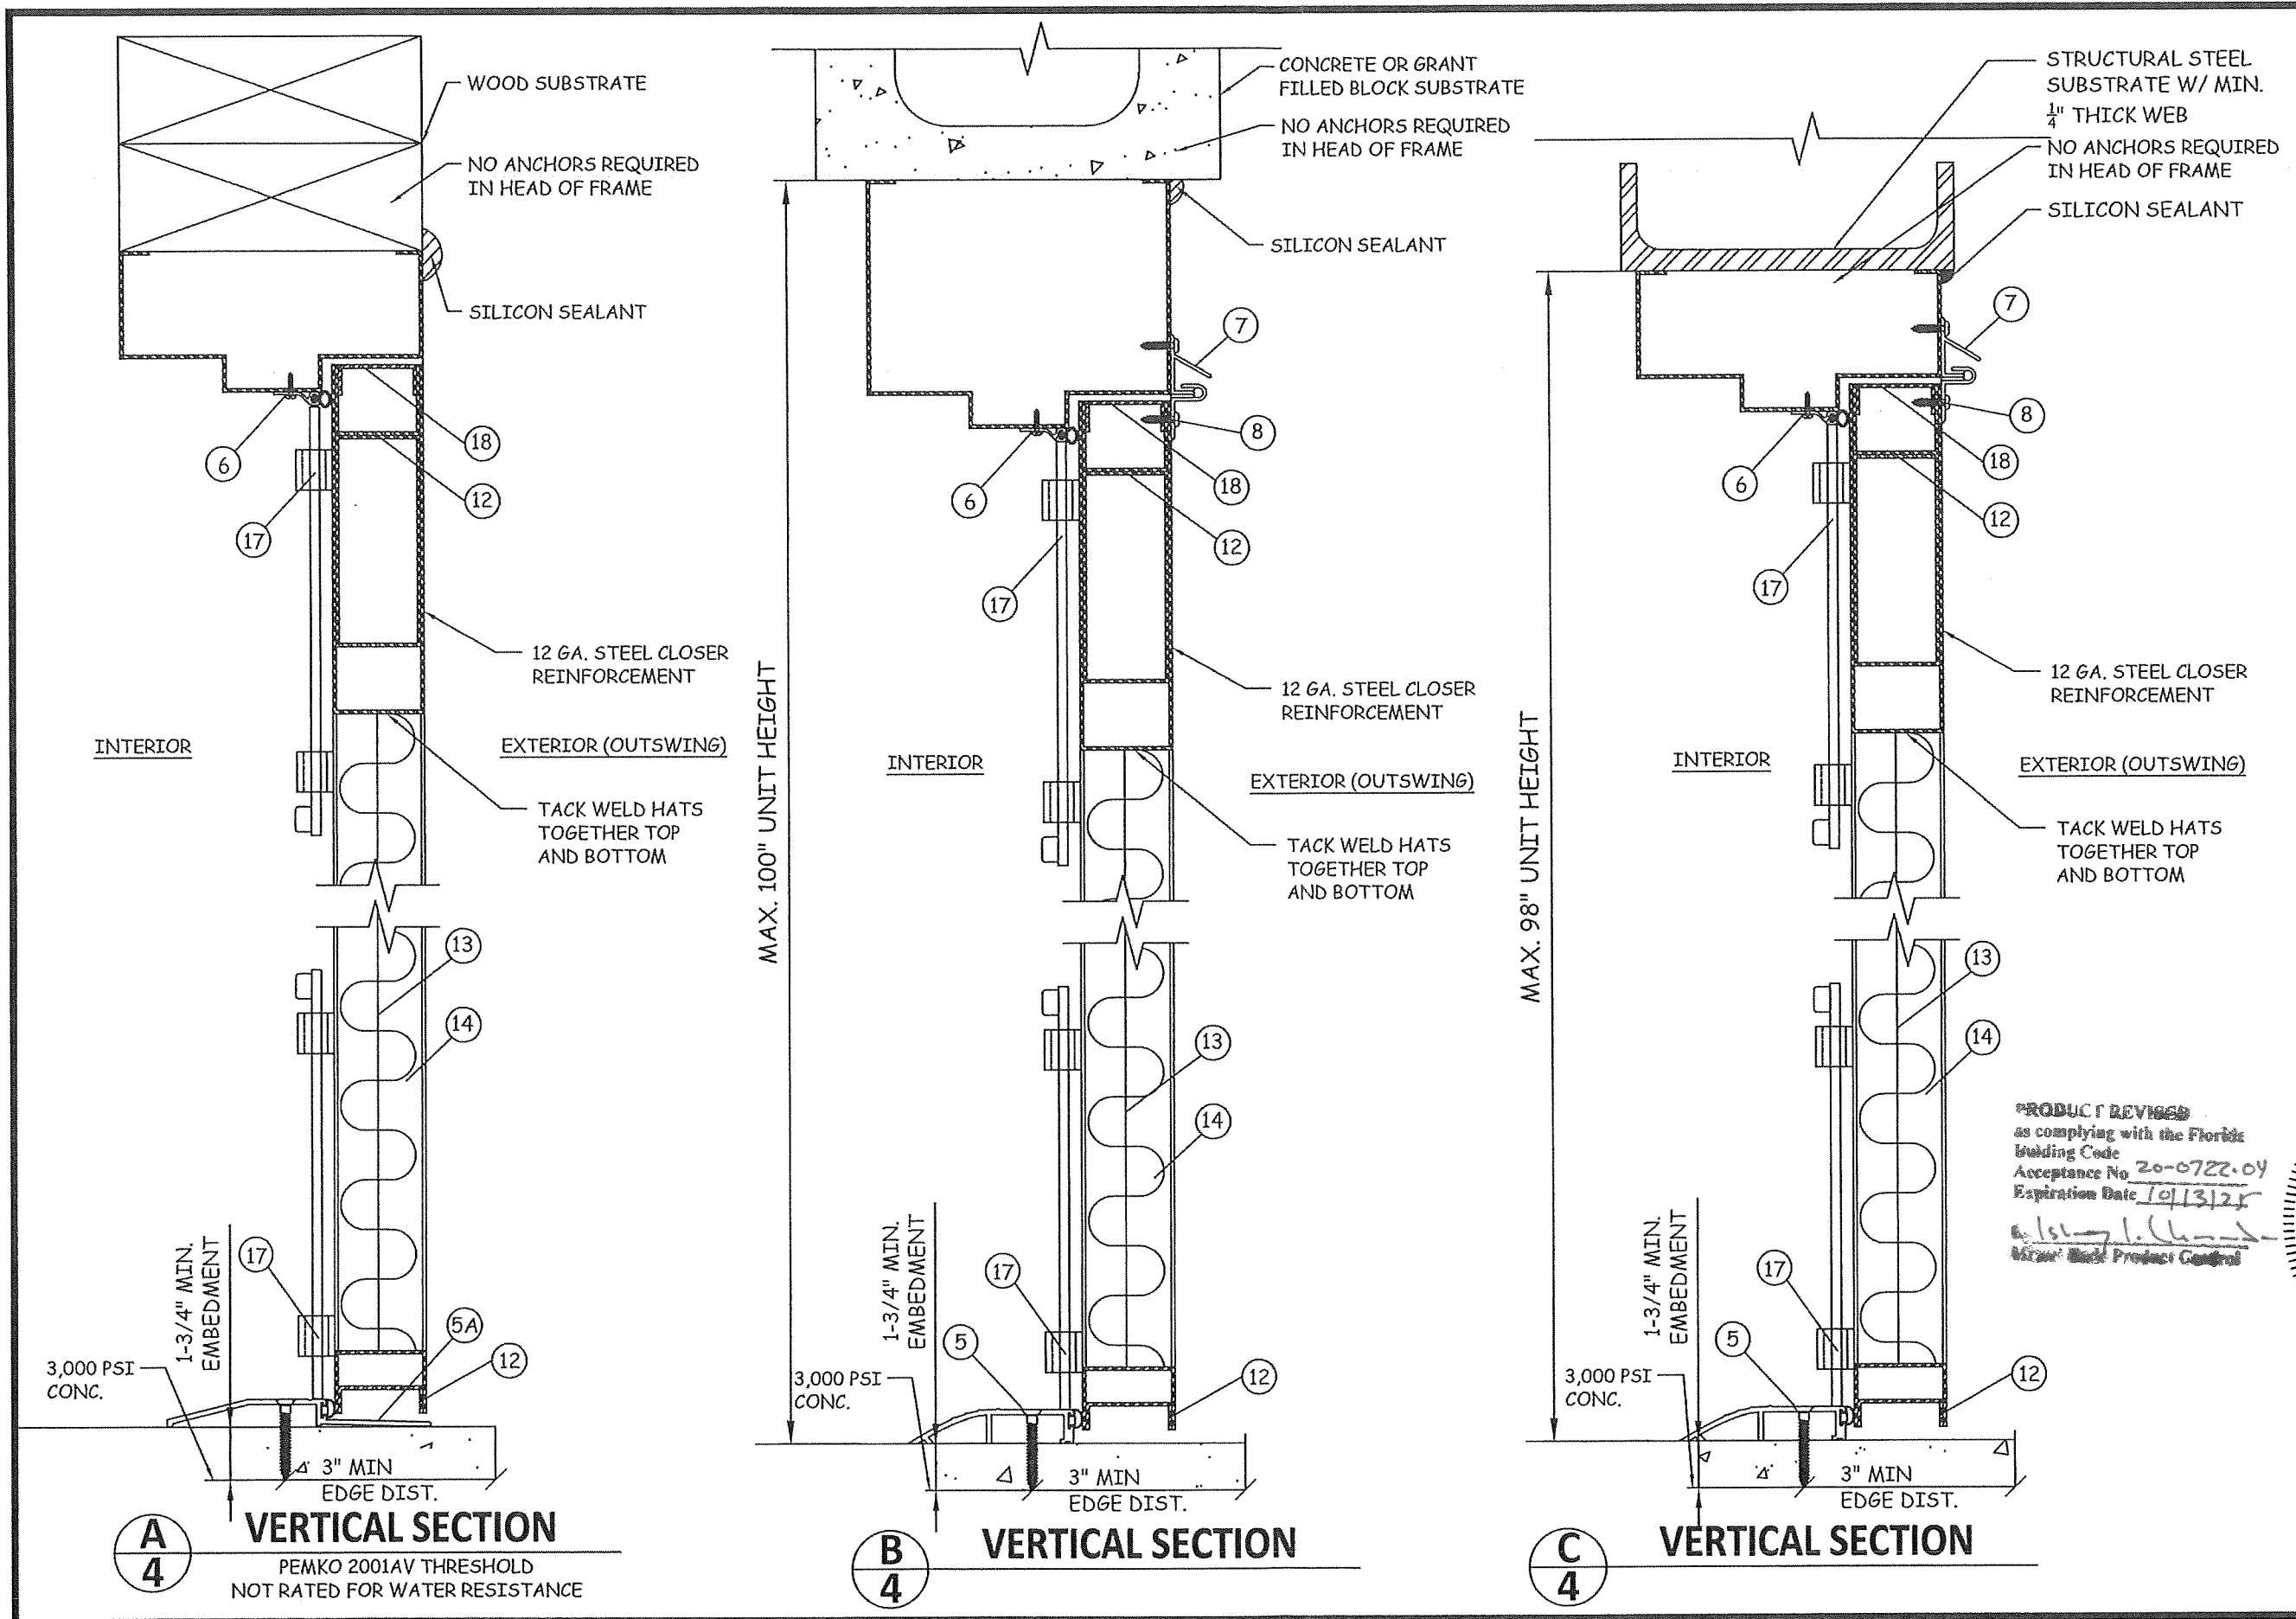 WOOD SUBSTRATE
NO ANCHORS REQUIRED
IN HEAD OF FRAME
SILICON SEALANT
6
18
12
17
12 GA. STEEL CLOSER
REINFORCEMENT
INTERIOR
EXTERIOR (OUTSWING)
TACK WELD HATS
TOGETHER TOP
AND BOTTOM
13
14
17
1-3/4" MIN.
EMBEDMENT
5A
12
3,000 PSI
CONC.
3" MIN
EDGE DIST.
A
4
VERTICAL SECTION
PEMKO 2001AV THRESHOLD
NOT RATED FOR WATER RESISTANCE
CONCRETE OR GRANT
FILLED BLOCK SUBSTRATE
NO ANCHORS REQUIRED
IN HEAD OF FRAME
SILICON SEALANT
7
8
6
18
12
17
MAX. 100" UNIT HEIGHT
12 GA. STEEL CLOSER
REINFORCEMENT
INTERIOR
EXTERIOR (OUTSWING)
TACK WELD HATS
TOGETHER TOP
AND BOTTOM
13
14
1-3/4" MIN.
EMBEDMENT
17
5
12
3,000 PSI
CONC.
3" MIN
EDGE DIST.
B
4
VERTICAL SECTION
STRUCTURAL STEEL
SUBSTRATE W/ MIN.
1/4" THICK WEB
NO ANCHORS REQUIRED
IN HEAD OF FRAME
SILICON SEALANT
7
8
6
18
12
17
MAX. 98" UNIT HEIGHT
12 GA. STEEL CLOSER
REINFORCEMENT
INTERIOR
EXTERIOR (OUTSWING)
TACK WELD HATS
TOGETHER TOP
AND BOTTOM
13
14
PRODUCT REVISED
as complying with the Florida
Building Code
Acceptance No 20-0722.04
Expiration Date 10/13/25
Product Control
1-3/4" MIN.
EMBEDMENT
17
5
12
3,000 PSI
CONC.
3" MIN
EDGE DIST.
C
4
VERTICAL SECTION